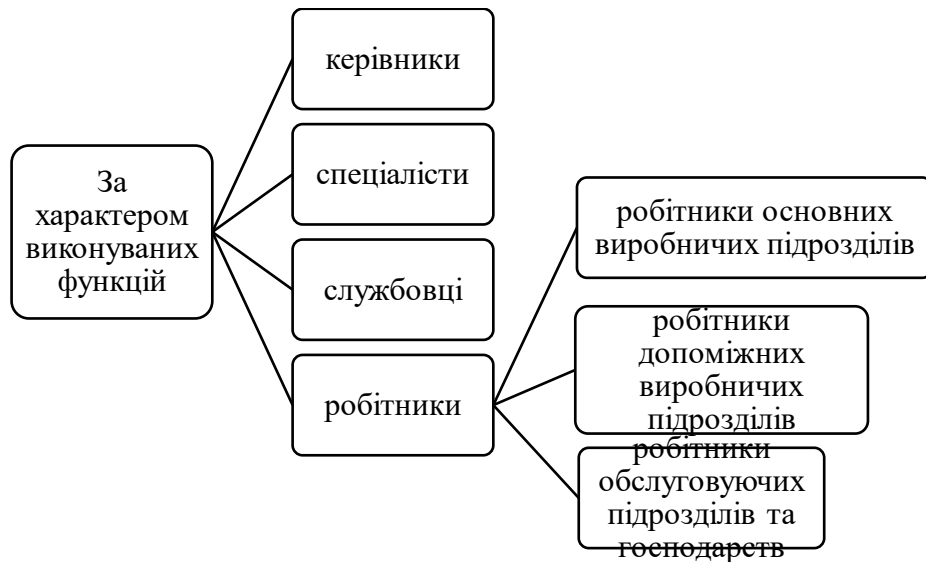 За
характером
виконуваних
функцій
керівники
спеціалісти
службовці
робітники
робітники основних
виробничих підрозділів
робітники
допоміжних
виробничих
підрозділів
робітники
обслуговуючих
підрозділів та
господарств